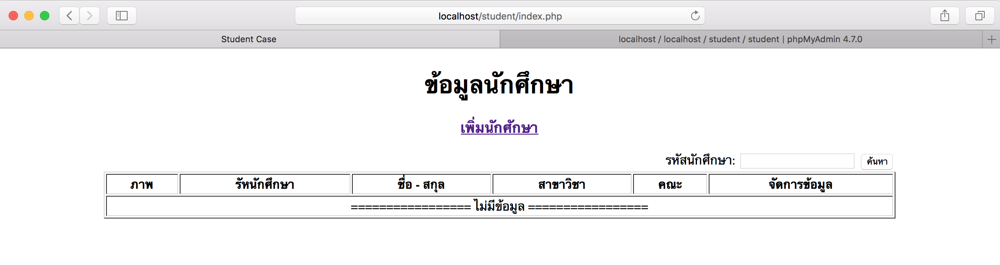 localhost/student/index.php
Student Case
localhost / localhost / student / student | phpMyAdmin 4.7.0
ข้อมูลนักศึกษา
เพิ่มนักศักษา
รหัสนักศึกษา: ค้นหา
ภาพ รัหนักศึกษา ชื่อ - สกุล สาขาวิชา คณะ จัดการข้อมูล
================= ไม่มีข้อมูล =================